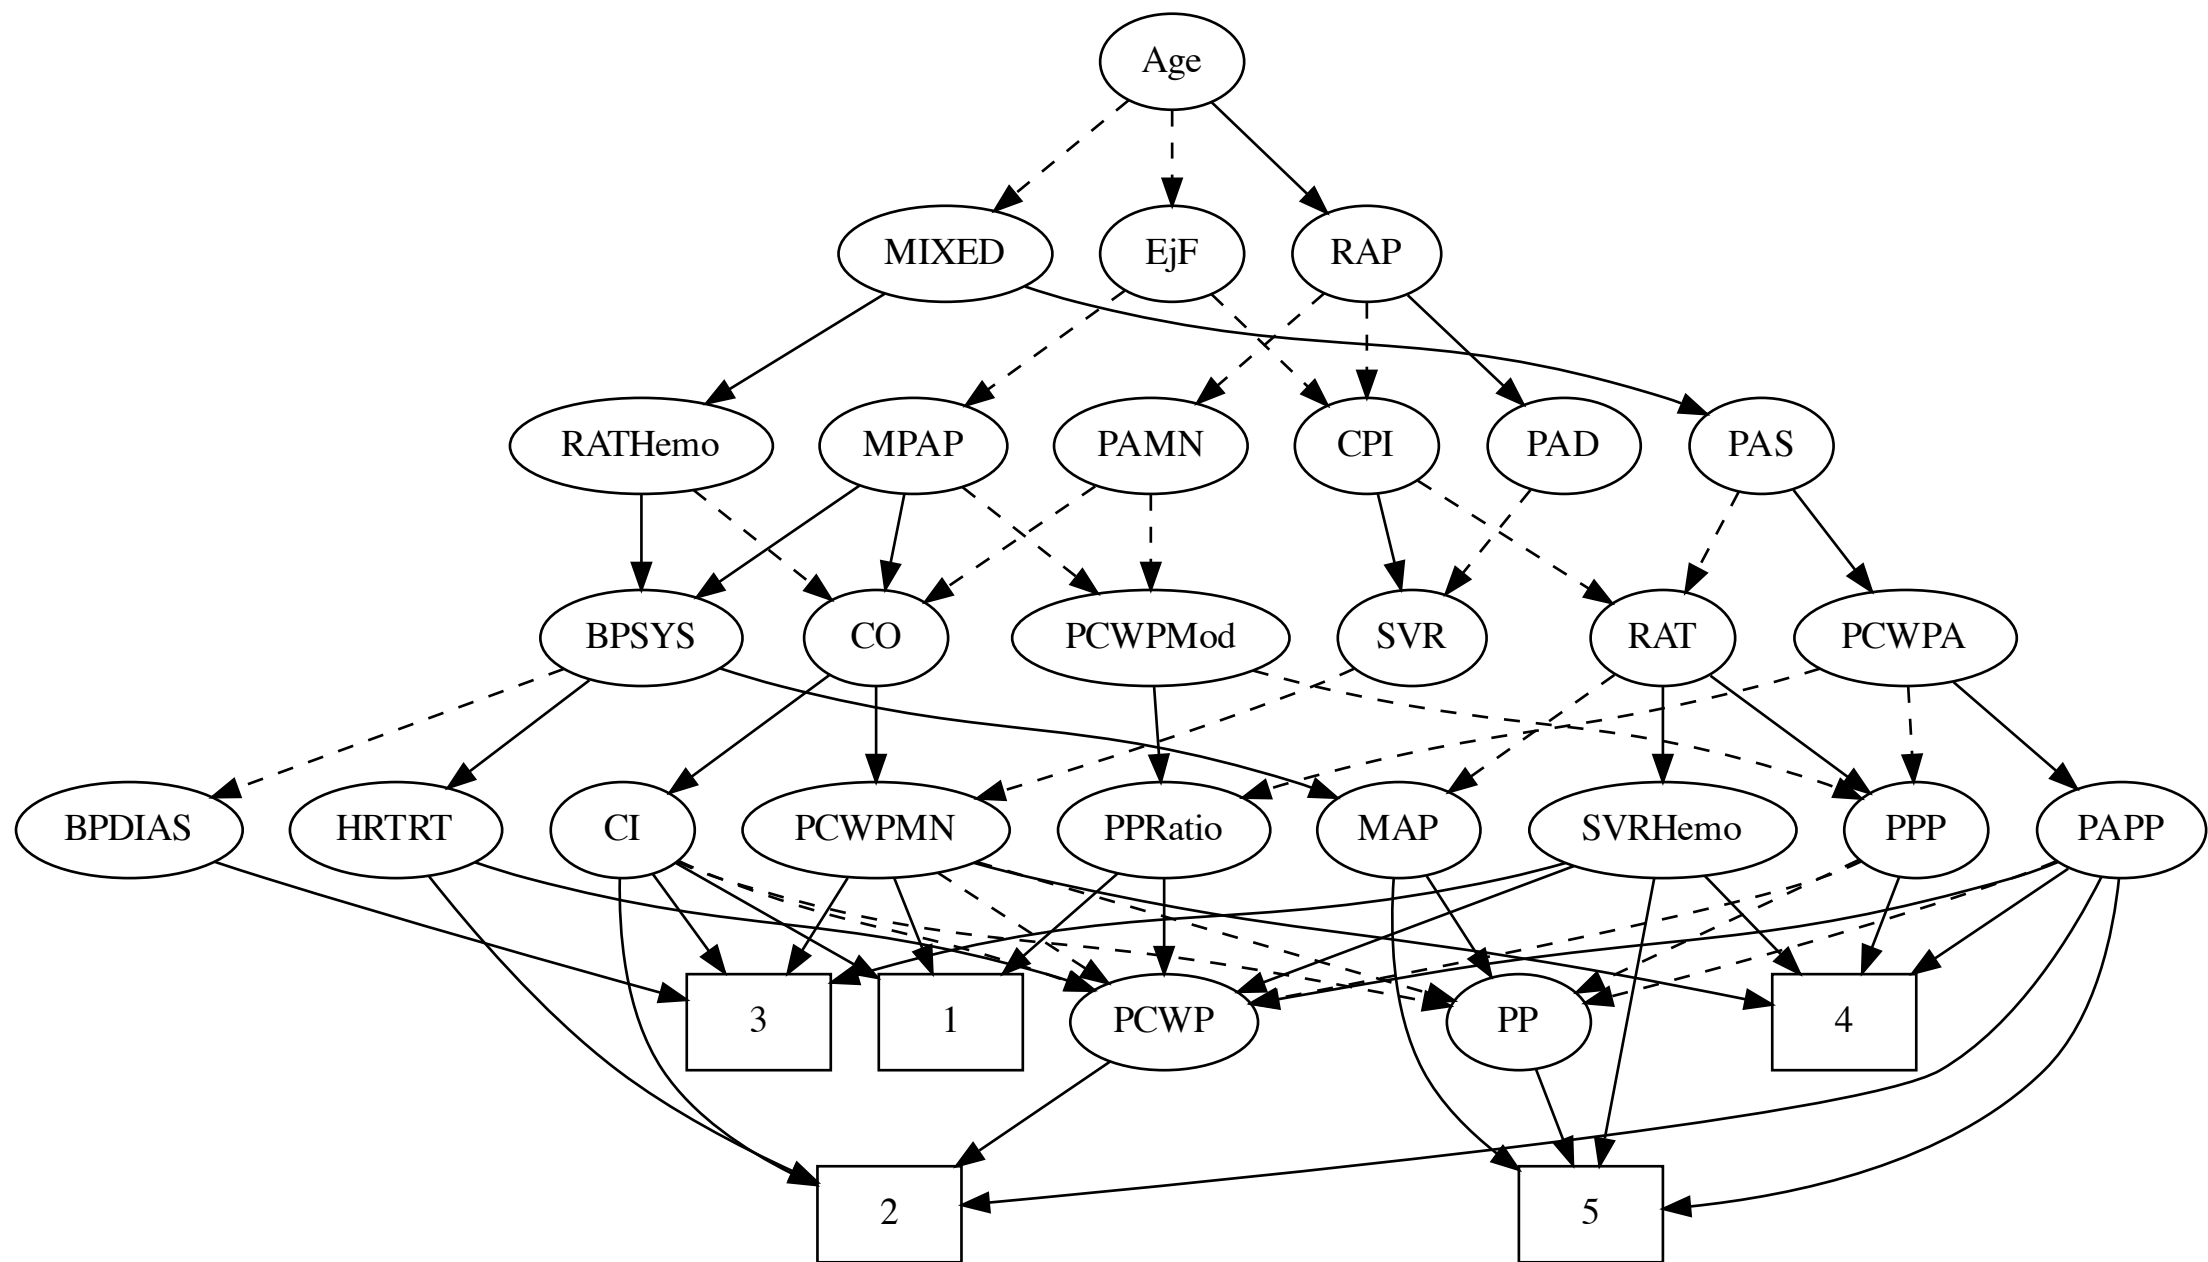 Age
MIXED
EjF
RAP
RATHemo
MPAP
PAMN
CPI
PAD
PAS
BPSYS
CO
PCWPMod
SVR
RAT
PCWPA
BPDIAS
HRTRT
CI
PCWPMN
PPRatio
MAP
SVRHemo
PPP
PAPP
3
1
PCWP
PP
4
2
5